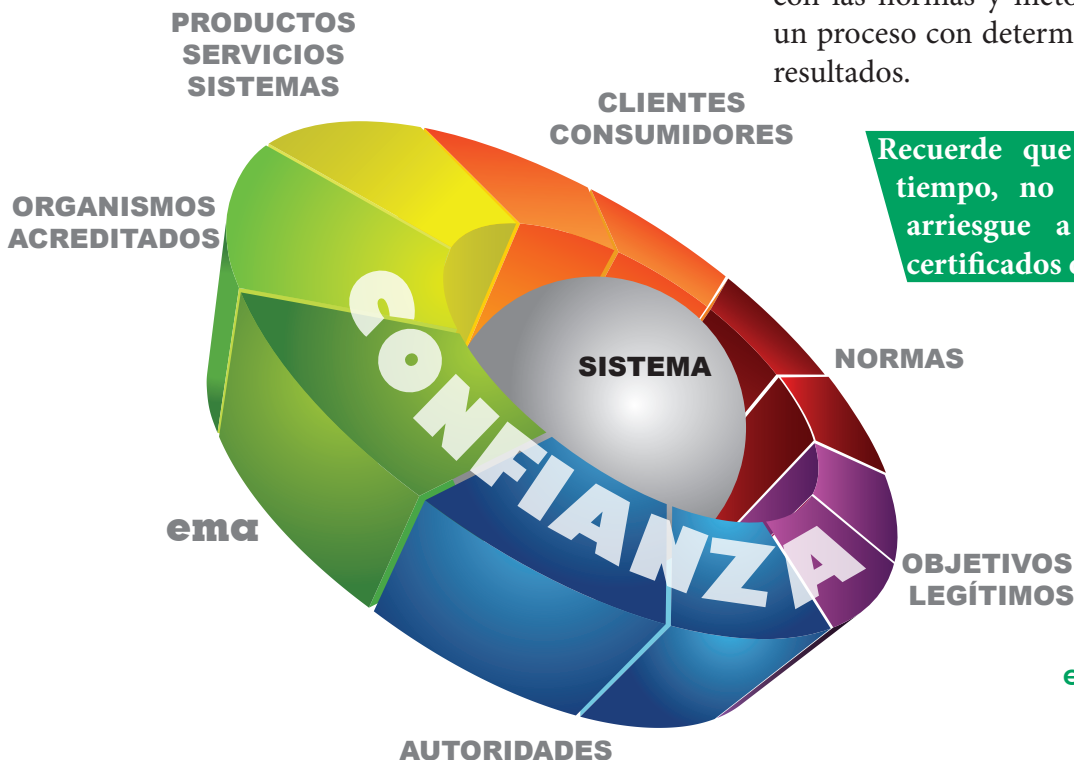 un proceso con
resultados.
PRODUCTOS
SERVICIOS
SISTEMAS
CLIENTES
CONSUMIDORES
Recuerde que
tiempo, no
arriesgue a
certificados
ORGANISMOS
ACREDITADOS
CONFIANZA
SISTEMA
NORMAS
ema
OBJETIVOS
LEGÍTIMOS
AUTORIDADES